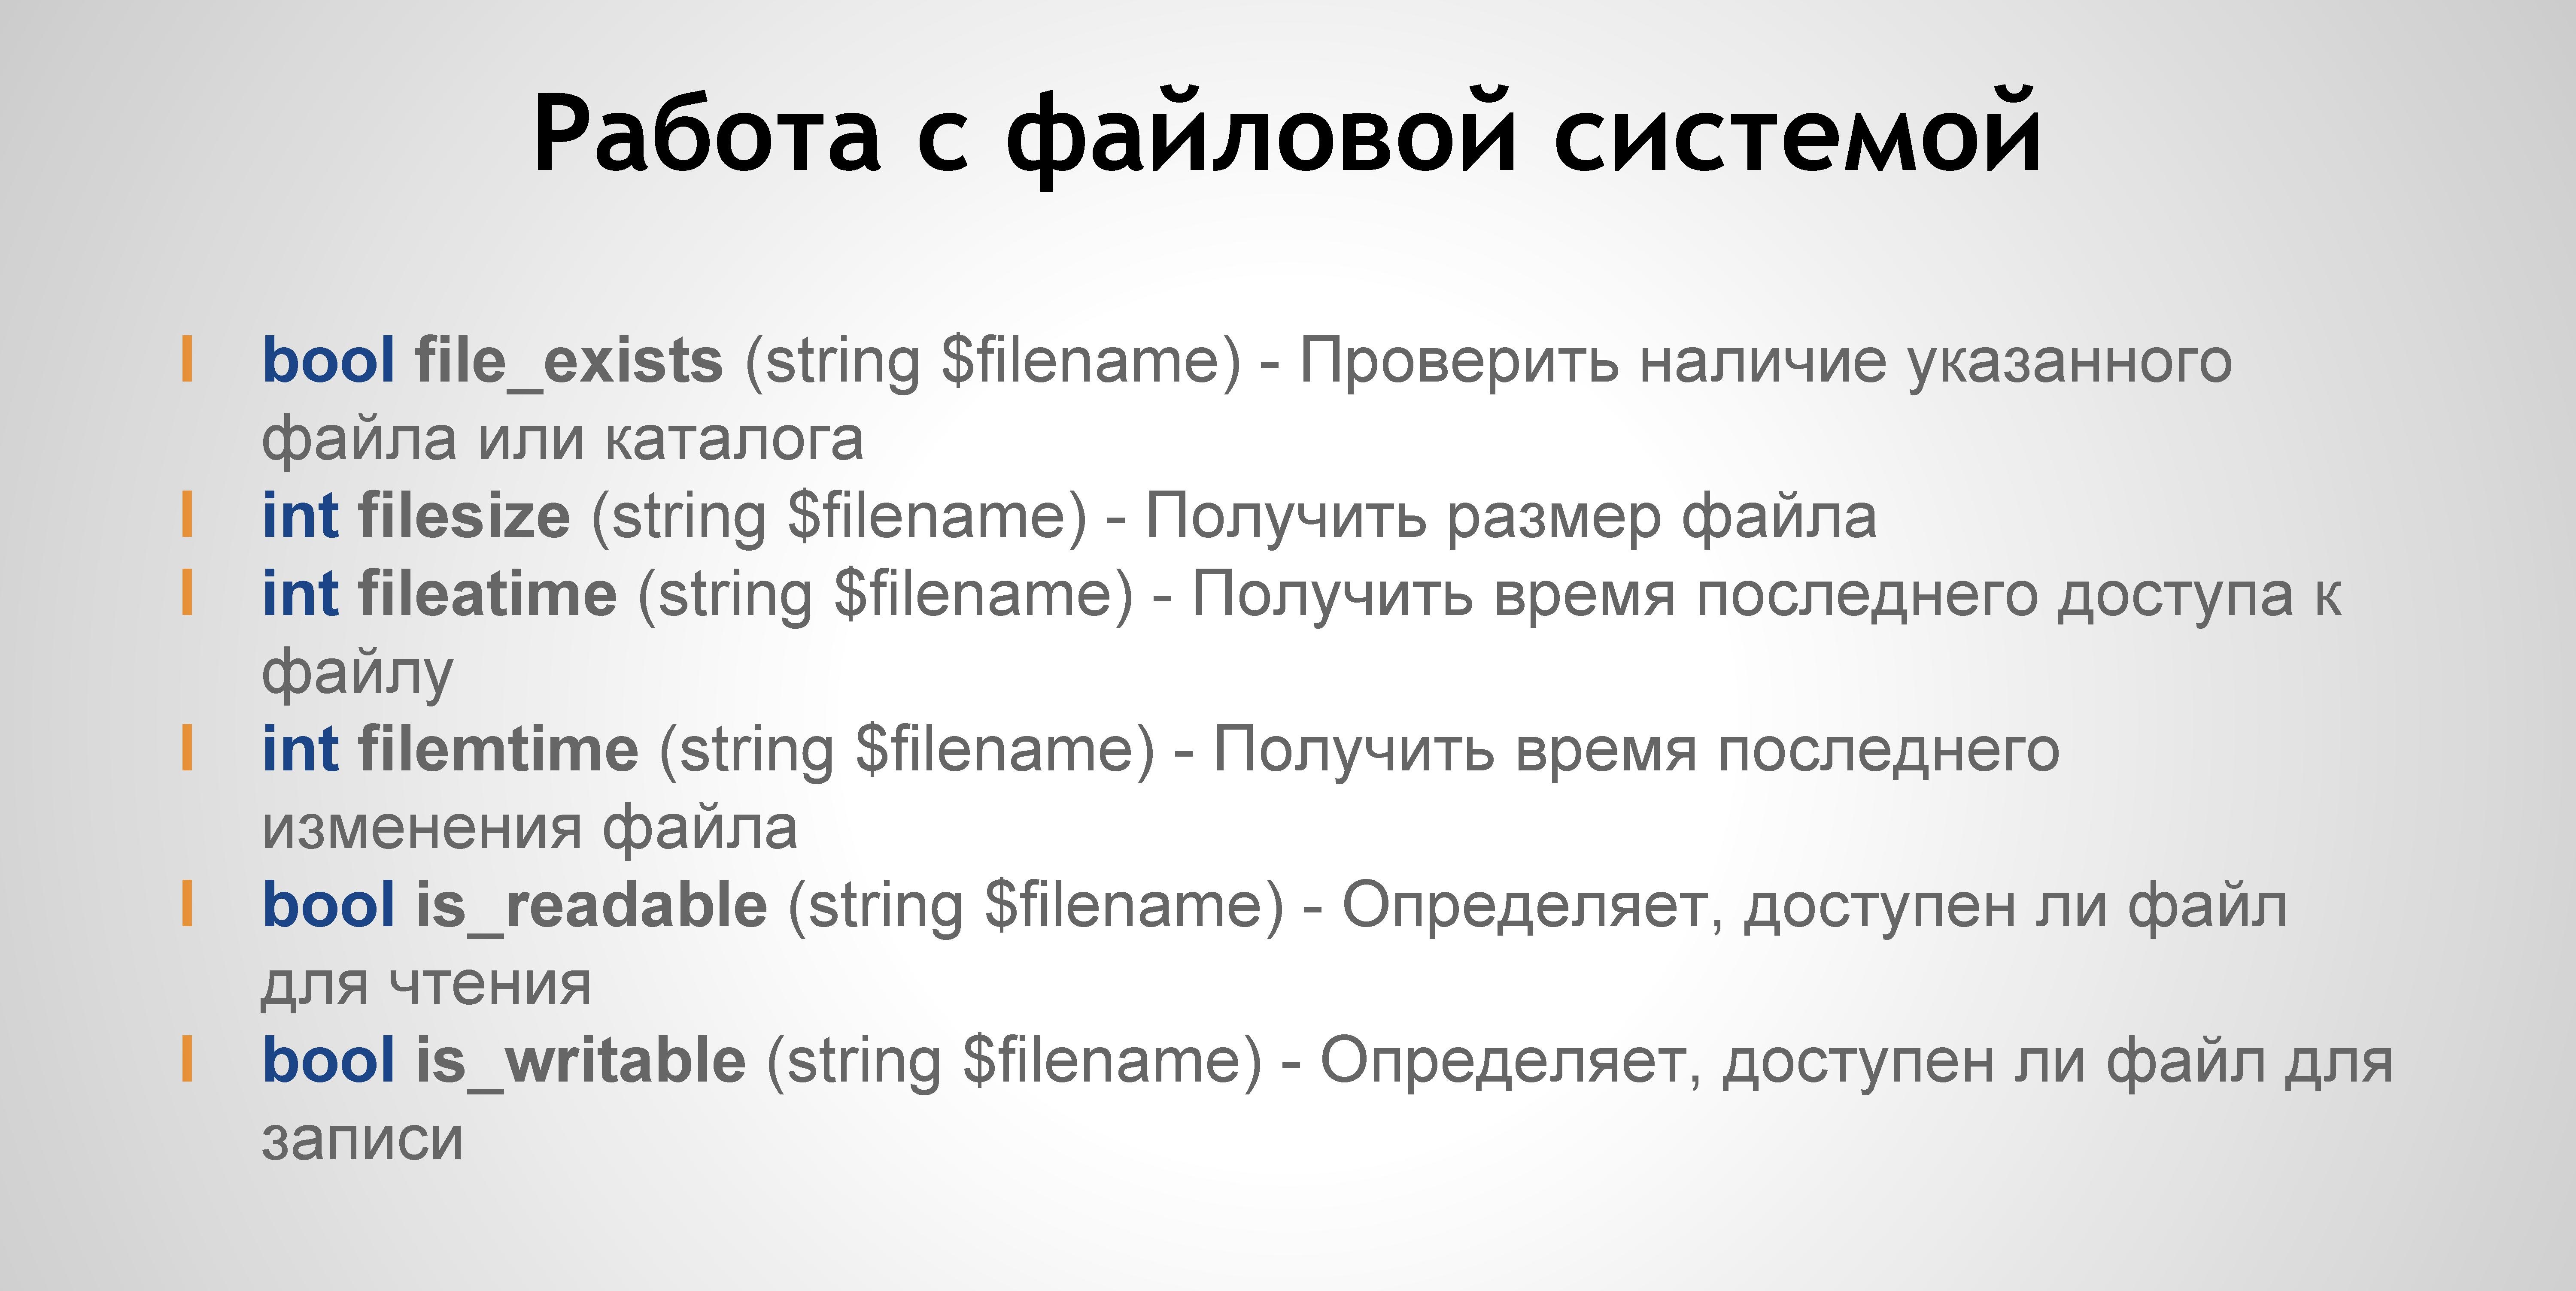 Работа с файловой системой
l bool file_exists (string $filename) - Проверить наличие указанного
файла или каталога
l int filesize (string $filename) - Получить размер файла
l int fileatime (string $filename) - Получить время последнего доступа к
файлу
l int filemtime (string $filename) - Получить время последнего
изменения файла
l bool is_readable (string $filename) - Определяет, доступен ли файл
для чтения
l bool is_writable (string $filename) - Определяет, доступен ли файл для
записи